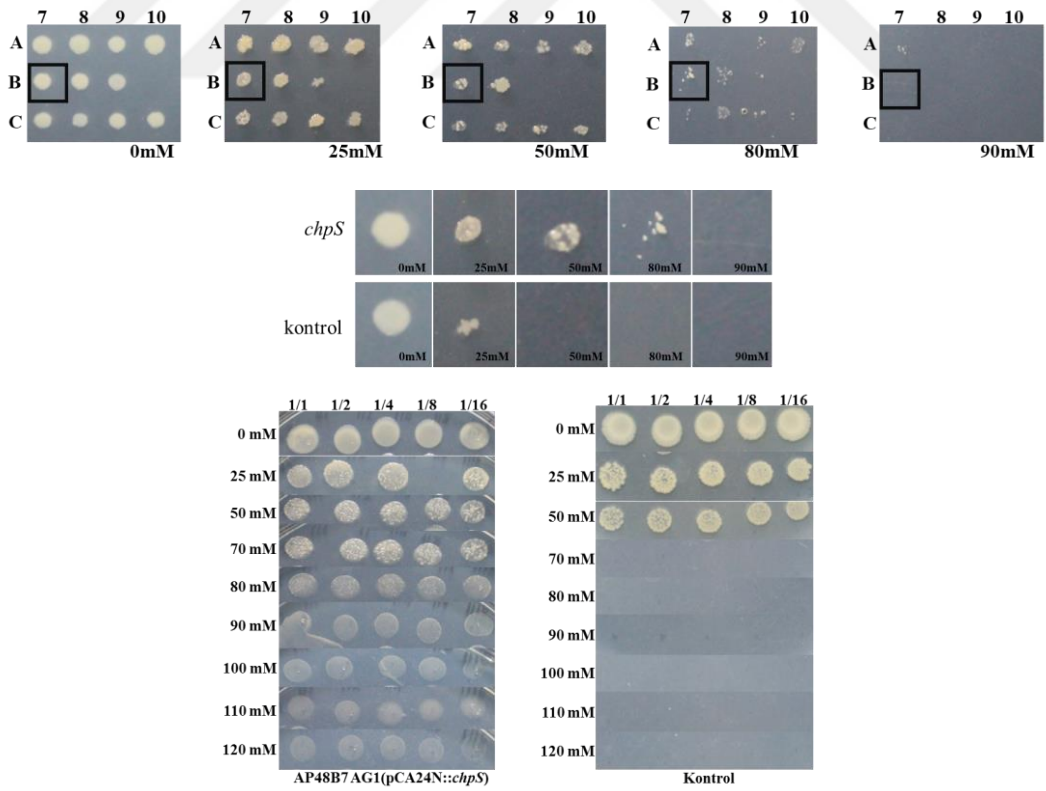 7 8 9 10
A
B
C
0mM
7 8 9 10
A
B
C
25mM
7 8 9 10
A
B
C
50mM
7 8 9 10
A
B
C
80mM
7 8 9 10
A
B
C
90mM
chpS
0mM 25mM 50mM 80mM 90mM
kontrol
0mM 25mM 50mM 80mM 90mM
1/1 1/2 1/4 1/8 1/16
0 mM
25 mM
50 mM
70 mM
80 mM
90 mM
100 mM
110 mM
120 mM
AP48B7 AG1(pCA24N::chpS)
1/1 1/2 1/4 1/8 1/16
0 mM
25 mM
50 mM
70 mM
80 mM
90 mM
100 mM
110 mM
120 mM
Kontrol